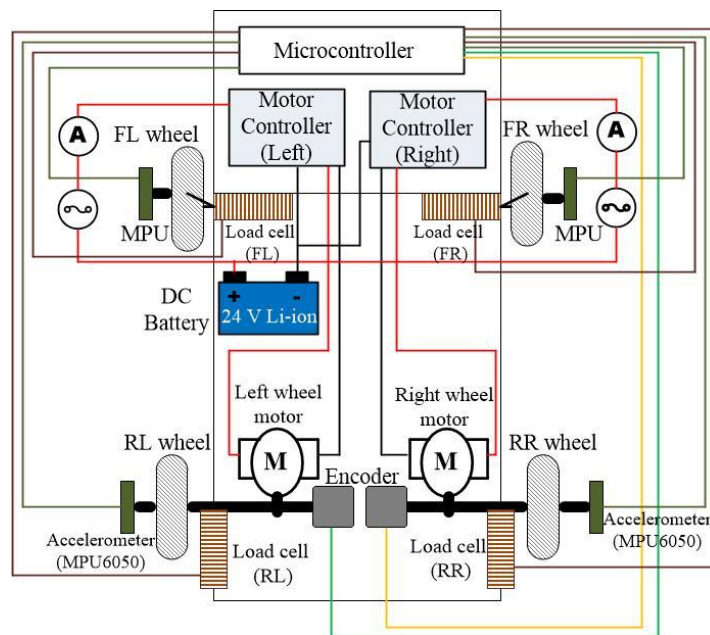 Microcontroller
Motor
Controller
(Left)
Motor
Controller
(Right)
A
FL wheel
FR wheel
A
MPU
Load cell
(FL)
Load cell
(FR)
MPU
DC
Battery
+ -
24 V Li-ion
Left wheel
motor
Right wheel
motor
RL wheel
M
Encoder
M
RR wheel
Accelerometer
(MPU6050)
Load cell
(RL)
Load cell
(RR)
Accelerometer
(MPU6050)